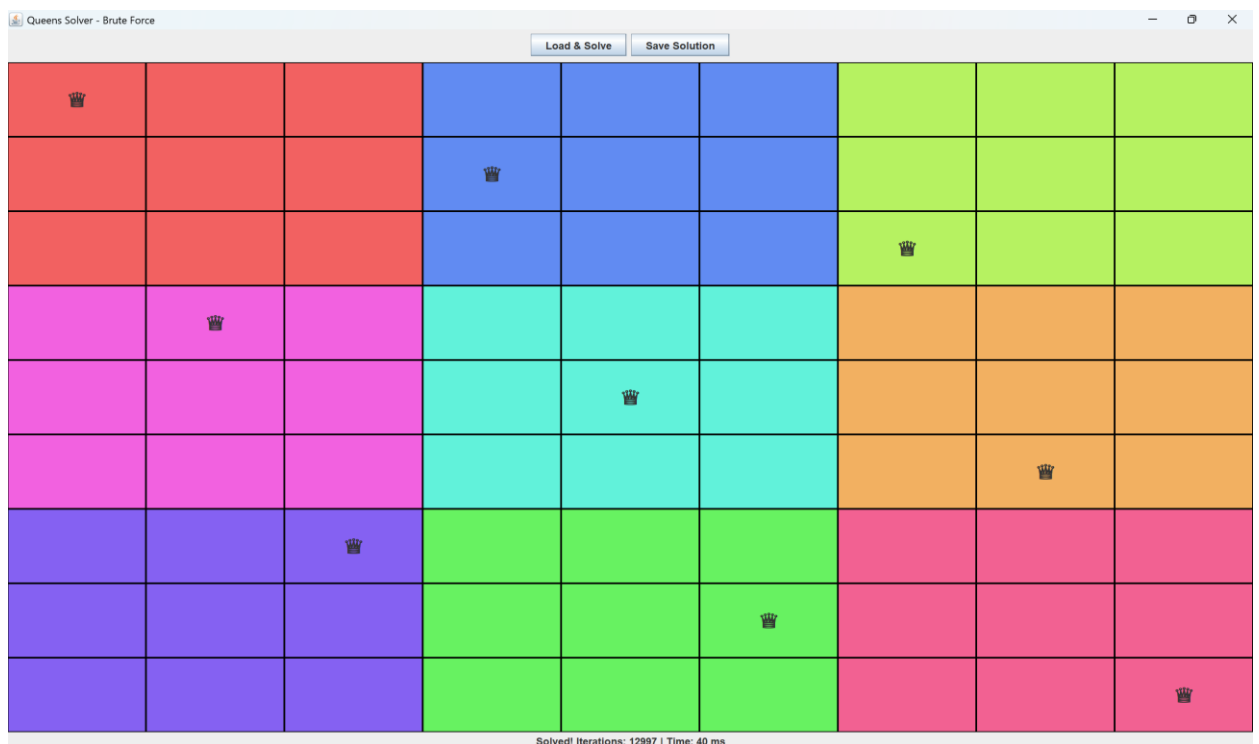 Queens Solver - Brute Force
Load & Solve Save Solution
Solved! Iterations: 12997 | Time: 40 ms